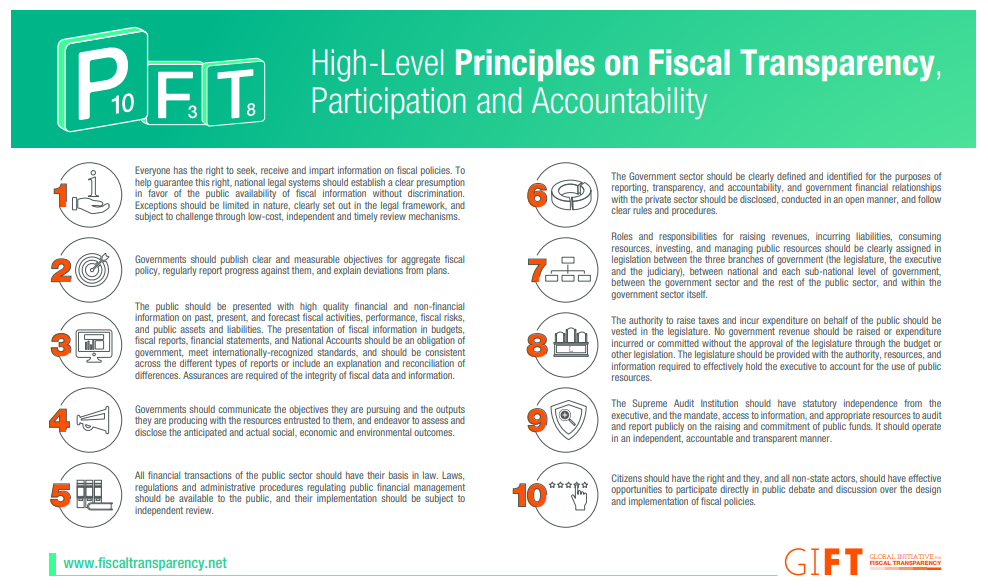 P10 F3 T8
High-Level Principles on Fiscal Transparency,
Participation and Accountability
1
Everyone has the right to seek, receive and impart information on fiscal policies. To
help guarantee this right, national legal systems should establish a clear presumption
in favor of the public availability of fiscal information without discrimination.
Exceptions should be limited in nature, clearly set out in the legal framework, and
subject to challenge through low-cost, independent and timely review mechanisms.
2
Governments should publish clear and measurable objectives for aggregate fiscal
policy, regularly report progress against them, and explain deviations from plans.
3
The public should be presented with high quality financial and non-financial
information on past, present, and forecast fiscal activities, performance, fiscal risks,
and public assets and liabilities. The presentation of fiscal information in budgets,
fiscal reports, financial statements, and National Accounts should be an obligation of
government, meet internationally-recognized standards, and should be consistent
across the different types of reports or include an explanation and reconciliation of
differences. Assurances are required of the integrity of fiscal data and information.
4
Governments should communicate the objectives they are pursuing and the outputs
they are producing with the resources entrusted to them, and endeavor to assess and
disclose the anticipated and actual social, economic and environmental outcomes.
5
All financial transactions of the public sector should have their basis in law. Laws,
regulations and administrative procedures regulating public financial management
should be available to the public, and their implementation should be subject to
independent review.
6
The Government sector should be clearly defined and identified for the purposes of
reporting, transparency, and accountability, and government financial relationships
with the private sector should be disclosed, conducted in an open manner, and follow
clear rules and procedures.
7
Roles and responsibilities for raising revenues, incurring liabilities, consuming
resources, investing, and managing public resources should be clearly assigned in
legislation between the three branches of government (the legislature, the executive
and the judiciary), between national and each sub-national level of government,
between the government sector and the rest of the public sector, and within the
government sector itself.
8
The authority to raise taxes and incur expenditure on behalf of the public should be
vested in the legislature. No government revenue should be raised or expenditure
incurred or committed without the approval of the legislature through the budget or
other legislation. The legislature should be provided with the authority, resources, and
information required to effectively hold the executive to account for the use of public
resources.
9
The Supreme Audit Institution should have statutory independence from the
executive, and the mandate, access to information, and appropriate resources to audit
and report publicly on the raising and commitment of public funds. It should operate
in an independent, accountable and transparent manner.
10
Citizens should have the right and they, and all non-state actors, should have effective
opportunities to participate directly in public debate and discussion over the design
and implementation of fiscal policies.
www.fiscaltransparency.net
GIFT
GLOBAL INITIATIVE for
FISCAL TRANSPARENCY